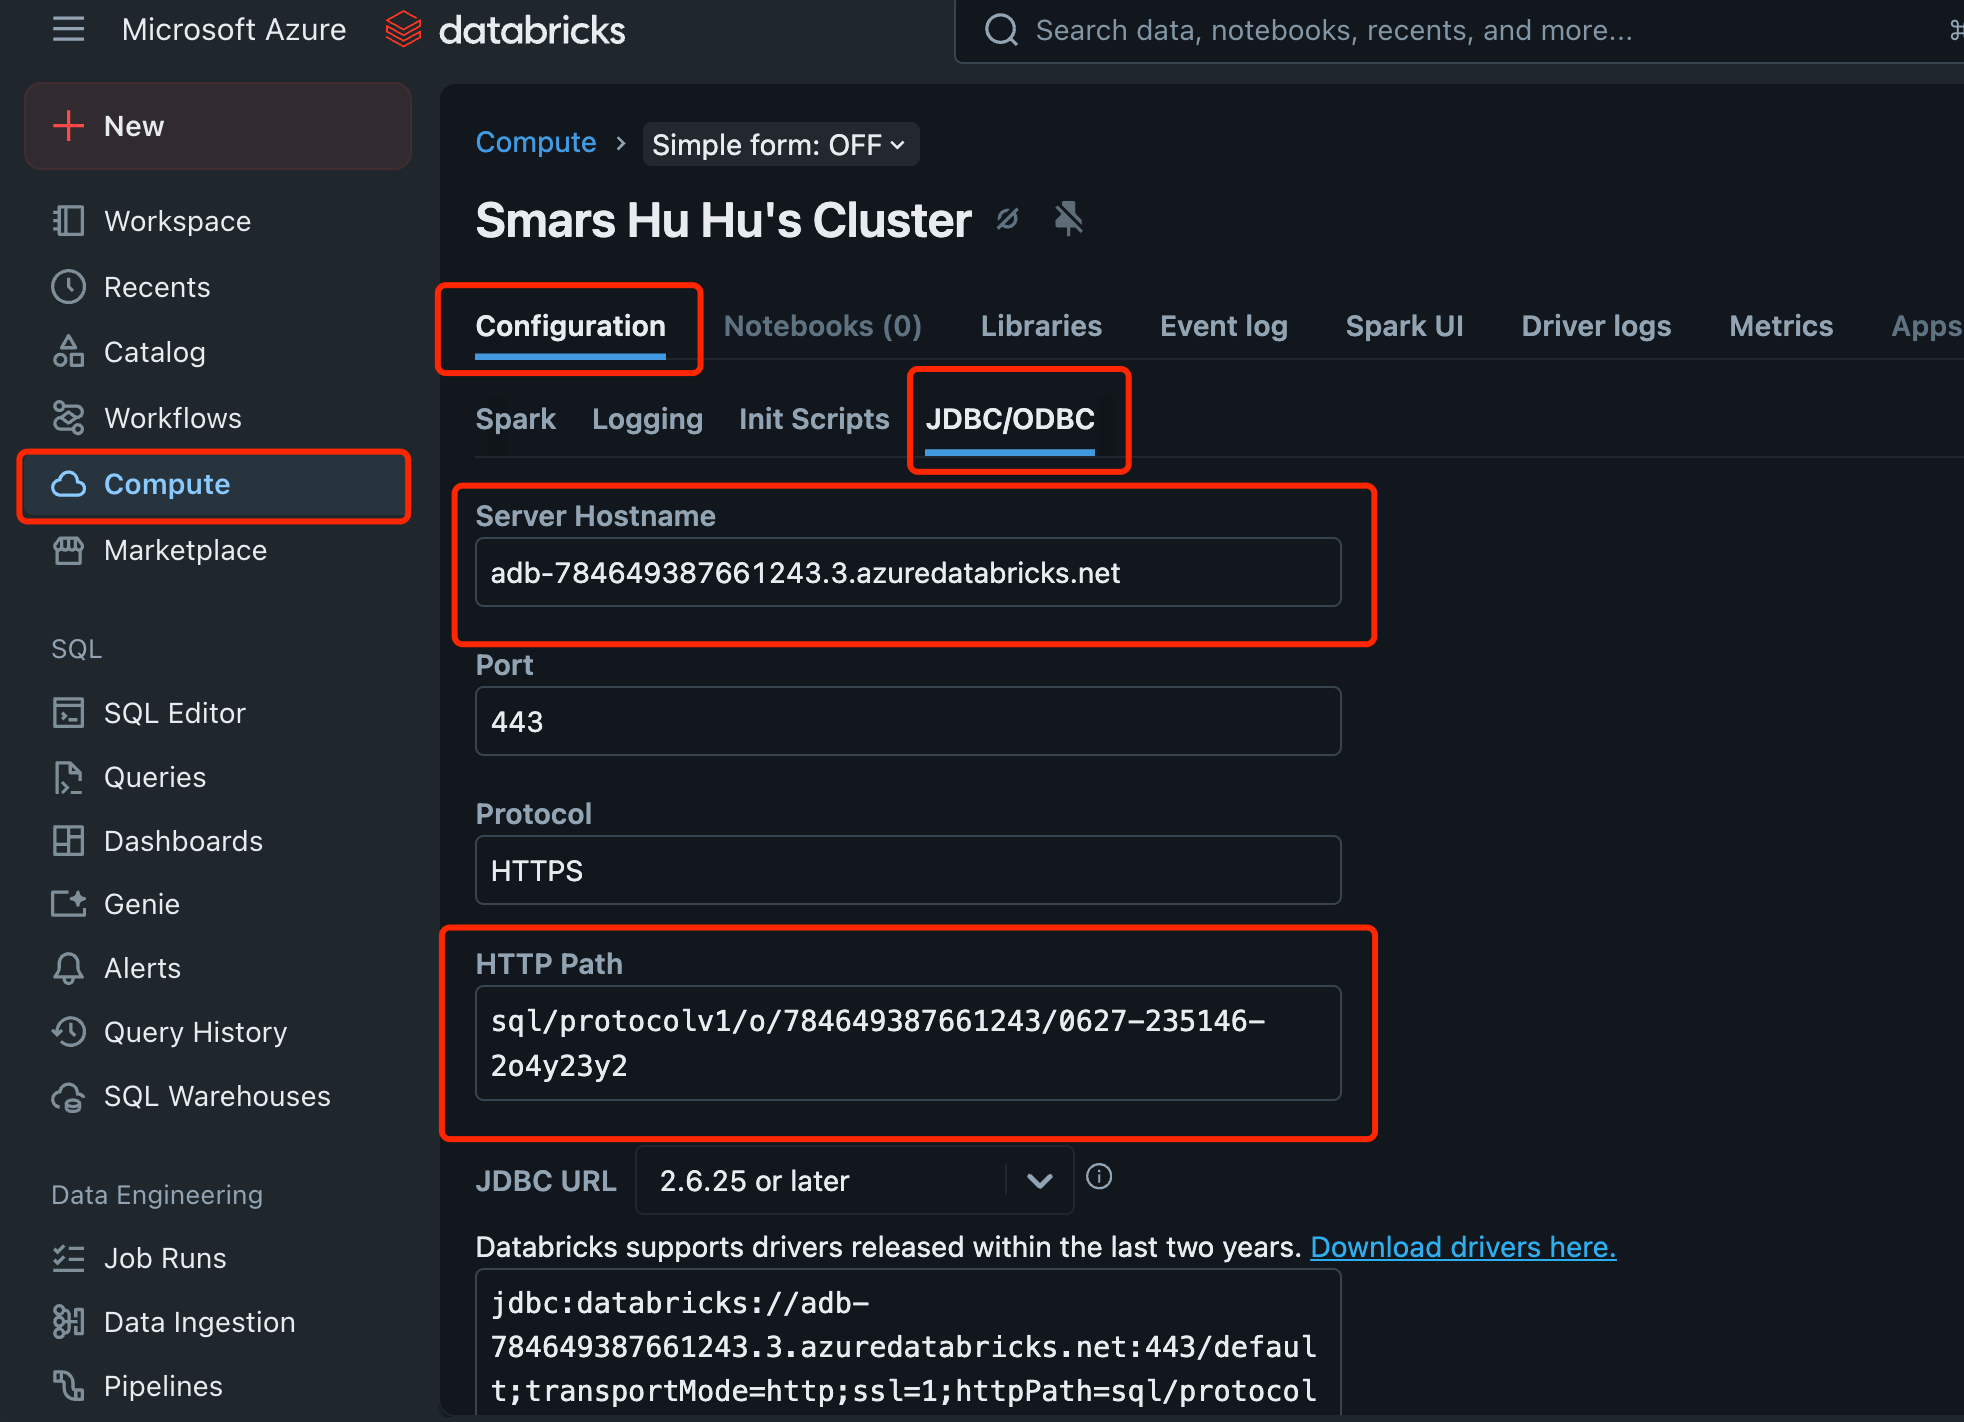 Microsoft Azure databricks
Search data, notebooks, recents, and more...
New
Workspace
Recents
Catalog
Workflows
Compute
Marketplace
SQL
SQL Editor
Queries
Dashboards
Genie
Alerts
Query History
SQL Warehouses
Data Engineering
Job Runs
Data Ingestion
Pipelines
Compute › Simple form: OFF
Smars Hu Hu's Cluster
Configuration Notebooks (0) Libraries Event log Spark UI Driver logs Metrics Apps
Spark Logging Init Scripts JDBC/ODBC
Server Hostname
adb-784649387661243.3.azuredatabricks.net
Port
443
Protocol
HTTPS
HTTP Path
sql/protocolv1/o/784649387661243/0627-235146-
2o4y23y2
JDBC URL 2.6.25 or later
Databricks supports drivers released within the last two years. Download drivers here.
jdbc:databricks://adb-
784649387661243.3.azuredatabricks.net:443/defaul
t;transportMode=http;ssl=1;httpPath=sql/protocol